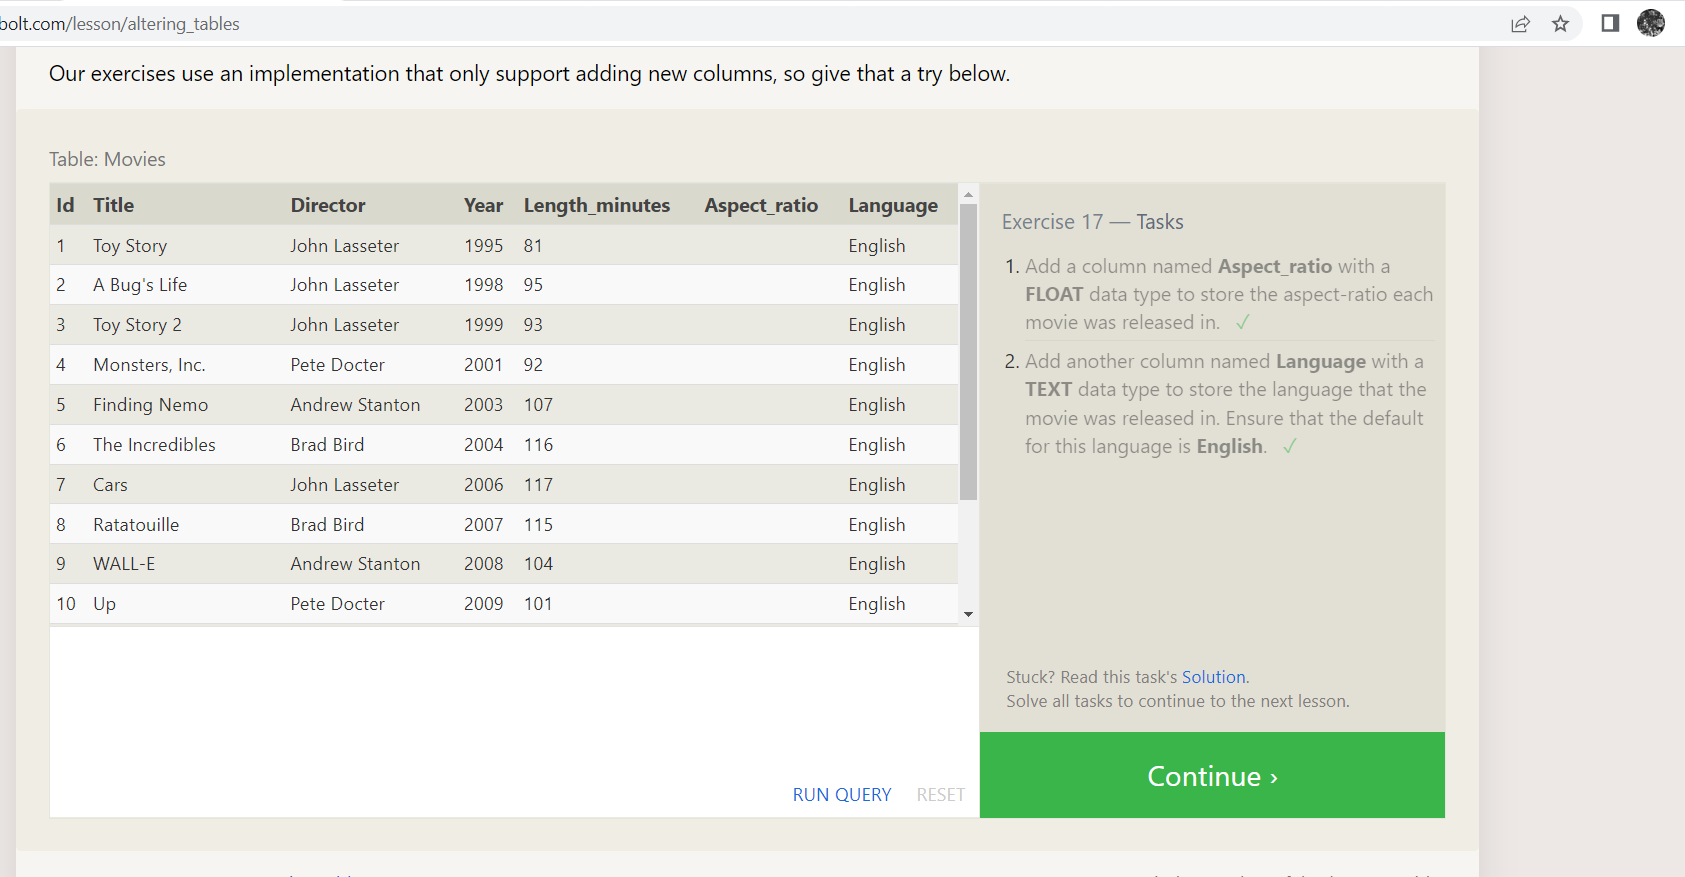 bolt.com/lesson/altering_tables
Our exercises use an implementation that only support adding new columns, so give that a try below.
Table: Movies
Id Title Director Year Length_minutes Aspect_ratio Language
1 Toy Story John Lasseter 1995 81 English
2 A Bug's Life John Lasseter 1998 95 English
3 Toy Story 2 John Lasseter 1999 93 English
4 Monsters, Inc. Pete Docter 2001 92 English
5 Finding Nemo Andrew Stanton 2003 107 English
6 The Incredibles Brad Bird 2004 116 English
7 Cars John Lasseter 2006 117 English
8 Ratatouille Brad Bird 2007 115 English
9 WALL-E Andrew Stanton 2008 104 English
10 Up Pete Docter 2009 101 English
RUN QUERY RESET
Exercise 17 — Tasks
1. Add a column named Aspect_ratio with a
FLOAT data type to store the aspect-ratio each
movie was released in. ✓
2. Add another column named Language with a
TEXT data type to store the language that the
movie was released in. Ensure that the default
for this language is English. ✓
Stuck? Read this task's Solution.
Solve all tasks to continue to the next lesson.
Continue ›